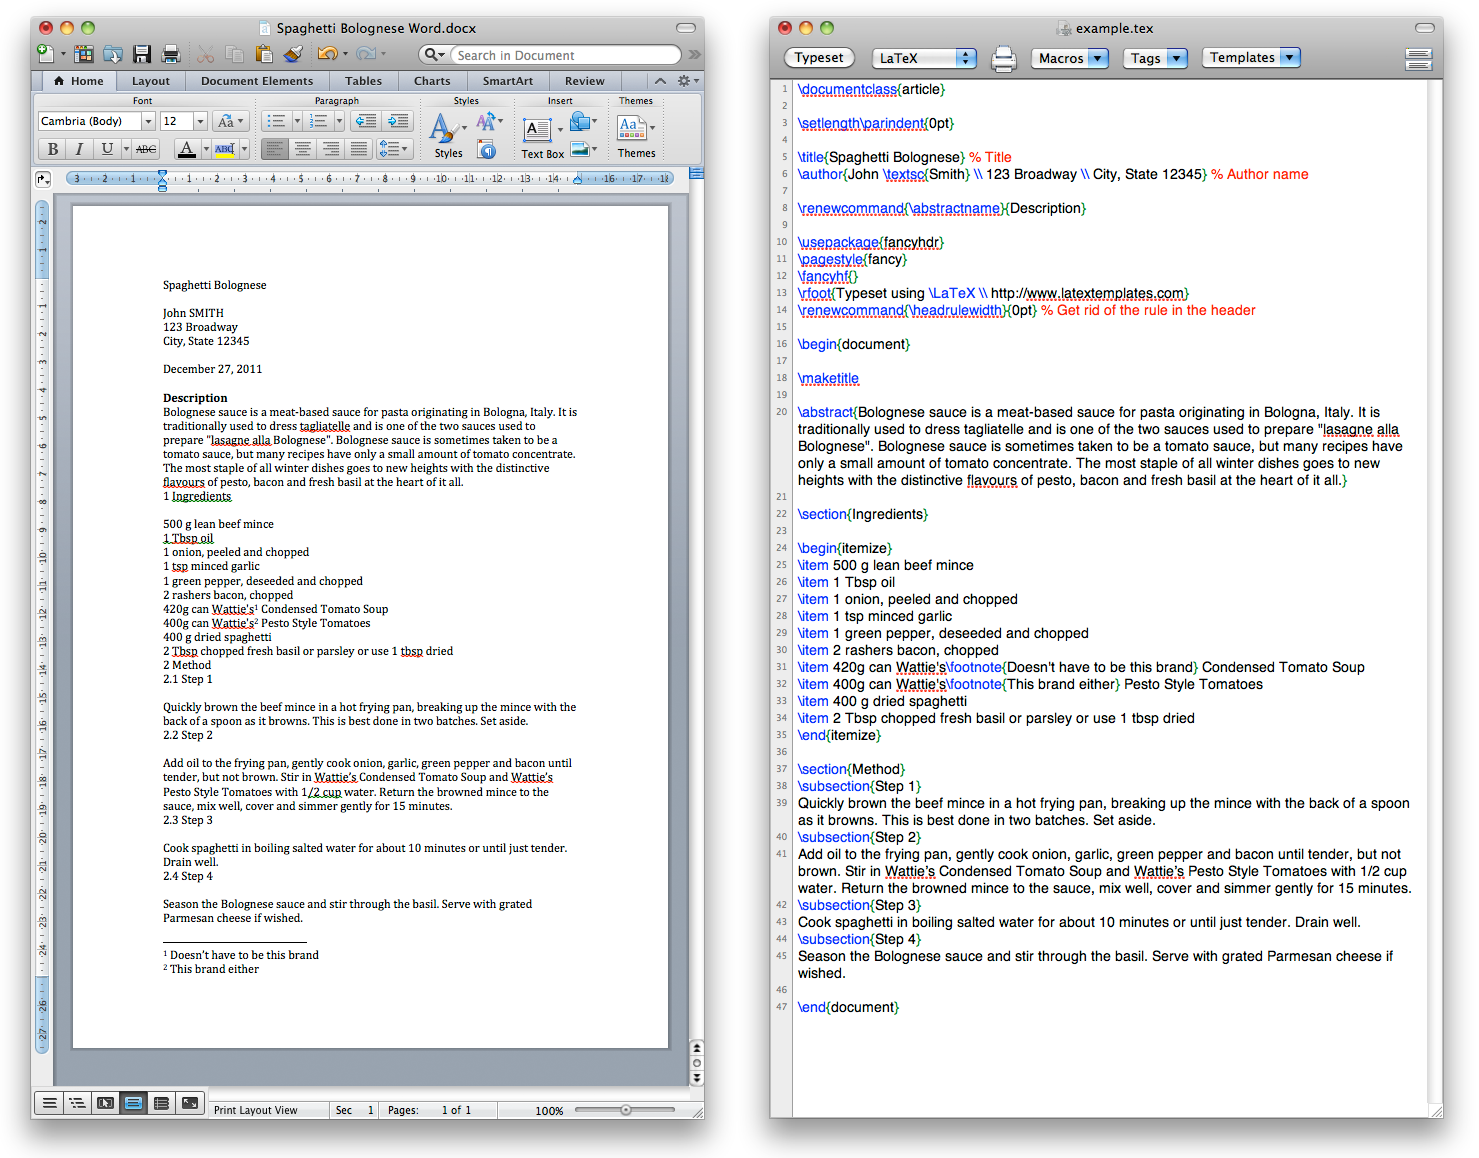 Spaghetti Bolognese Word.docx
Search in Document
Home Layout Document Elements Tables Charts SmartArt Review
Font Paragraph Styles Insert Themes
Cambria (Body) 12 Aa
B I U ABC A ABC Styles Text Box Themes
3 2 1 1 2 3 4 5 6 7 8 9 10 11 12 13 14 16 17 18
Spaghetti Bolognese
John SMITH
123 Broadway
City, State 12345
December 27, 2011
Description
Bolognese sauce is a meat-based sauce for pasta originating in Bologna, Italy. It is
traditionally used to dress tagliatelle and is one of the two sauces used to
prepare "lasagne alla Bolognese". Bolognese sauce is sometimes taken to be a
tomato sauce, but many recipes have only a small amount of tomato concentrate.
The most staple of all winter dishes goes to new heights with the distinctive
flavours of pesto, bacon and fresh basil at the heart of it all.
1 Ingredients
500 g lean beef mince
1 Tbsp oil
1 onion, peeled and chopped
1 tsp minced garlic
1 green pepper, deseeded and chopped
2 rashers bacon, chopped
420g can Wattie's¹ Condensed Tomato Soup
400g can Wattie's² Pesto Style Tomatoes
400 g dried spaghetti
2 Tbsp chopped fresh basil or parsley or use 1 tbsp dried
2 Method
2.1 Step 1
Quickly brown the beef mince in a hot frying pan, breaking up the mince with the
back of a spoon as it browns. This is best done in two batches. Set aside.
2.2 Step 2
Add oil to the frying pan, gently cook onion, garlic, green pepper and bacon until
tender, but not brown. Stir in Wattie's Condensed Tomato Soup and Wattie's
Pesto Style Tomatoes with 1/2 cup water. Return the browned mince to the
sauce, mix well, cover and simmer gently for 15 minutes.
2.3 Step 3
Cook spaghetti in boiling salted water for about 10 minutes or until just tender.
Drain well.
2.4 Step 4
Season the Bolognese sauce and stir through the basil. Serve with grated
Parmesan cheese if wished.
¹ Doesn't have to be this brand
² This brand either
Print Layout View Sec 1 Pages: 1 of 1 100%
example.tex
Typeset LaTeX Macros Tags Templates
1 \documentclass{article}
2
3 \setlength\parindent{0pt}
4
5 \title{Spaghetti Bolognese} % Title
6 \author{John \textsc{Smith} \\ 123 Broadway \\ City, State 12345} % Author name
7
8 \renewcommand{\abstractname}{Description}
9
10 \usepackage{fancyhdr}
11 \pagestyle{fancy}
12 \fancyhf{}
13 \rfoot{Typeset using \LaTeX \\ http://www.latextemplates.com}
14 \renewcommand{\headrulewidth}{0pt} % Get rid of the rule in the header
15
16 \begin{document}
17
18 \maketitle
19
20 \abstract{Bolognese sauce is a meat-based sauce for pasta originating in Bologna, Italy. It is
traditionally used to dress tagliatelle and is one of the two sauces used to prepare "lasagne alla
Bolognese". Bolognese sauce is sometimes taken to be a tomato sauce, but many recipes have
only a small amount of tomato concentrate. The most staple of all winter dishes goes to new
heights with the distinctive flavours of pesto, bacon and fresh basil at the heart of it all.}
21
22 \section{Ingredients}
23
24 \begin{itemize}
25 \item 500 g lean beef mince
26 \item 1 Tbsp oil
27 \item 1 onion, peeled and chopped
28 \item 1 tsp minced garlic
29 \item 1 green pepper, deseeded and chopped
30 \item 2 rashers bacon, chopped
31 \item 420g can Wattie's\footnote{Doesn't have to be this brand} Condensed Tomato Soup
32 \item 400g can Wattie's\footnote{This brand either} Pesto Style Tomatoes
33 \item 400 g dried spaghetti
34 \item 2 Tbsp chopped fresh basil or parsley or use 1 tbsp dried
35 \end{itemize}
36
37 \section{Method}
38 \subsection{Step 1}
39 Quickly brown the beef mince in a hot frying pan, breaking up the mince with the back of a spoon
as it browns. This is best done in two batches. Set aside.
40 \subsection{Step 2}
41 Add oil to the frying pan, gently cook onion, garlic, green pepper and bacon until tender, but not
brown. Stir in Wattie's Condensed Tomato Soup and Wattie's Pesto Style Tomatoes with 1/2 cup
water. Return the browned mince to the sauce, mix well, cover and simmer gently for 15 minutes.
42 \subsection{Step 3}
43 Cook spaghetti in boiling salted water for about 10 minutes or until just tender. Drain well.
44 \subsection{Step 4}
45 Season the Bolognese sauce and stir through the basil. Serve with grated Parmesan cheese if
wished.
46
47 \end{document}